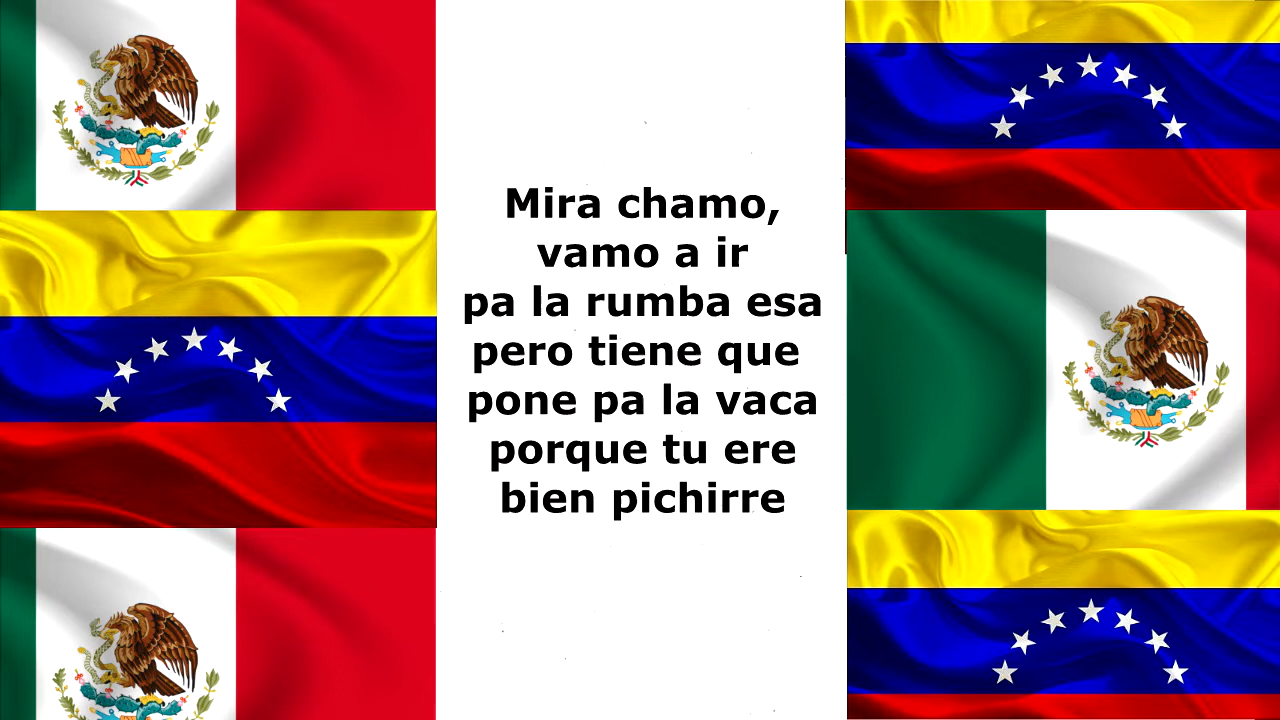 Mira chamo,
vamo a ir
pa la rumba esa
pero tiene que
pone pa la vaca
porque tu ere
bien pichirre